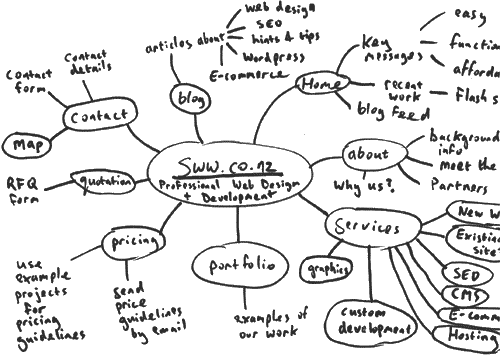 web design
SEO
hints & tips
Wordpress
E-commerce
articles about
blog
Contact
details
Contact
form
Contact
Map
RFQ
form
quotation
pricing
use
example
projects
for
pricing
guidelines
send
price
guidelines
by email
portfolio
examples of
our work
SWW.CO.NZ
Professional Web Design
+ Development
Home
Key
messages
easy
function
afforda
recent
work
Flash s
blog feed
about
background
info
meet the
Partners
why us?
Services
graphics
custom
development
New W
Existing
Site
SEO
CMS
E-comm
Hosting